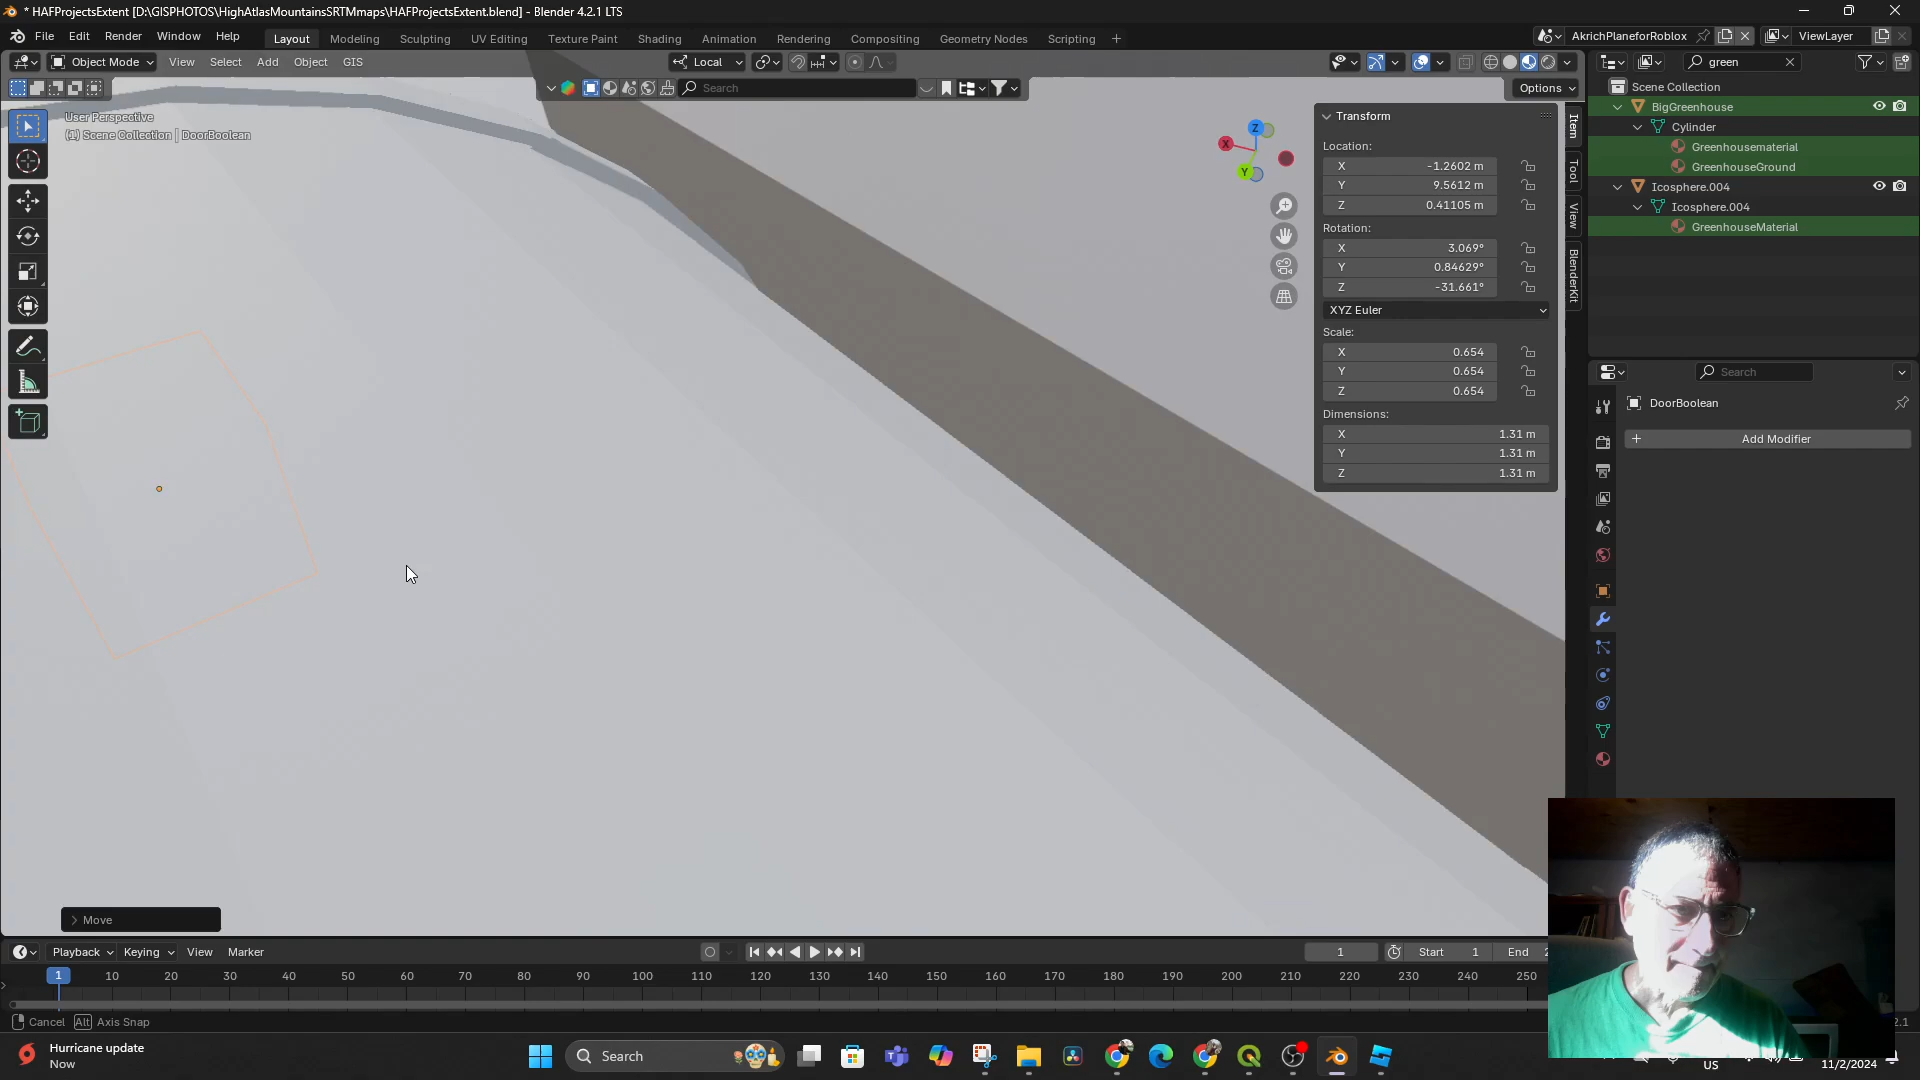 * HAFProjectsExtent [D:\GISPHOTOS\HighAtlasMountainsSRTMmaps\HAFProjectsExtent.blend] - Blender 4.2.1 LTS
File Edit Render Window Help Layout Modeling Sculpting UV Editing Texture Paint Shading Animation Rendering Compositing Geometry Nodes Scripting + AkrichPlaneforRoblox ViewLayer
Object Mode View Select Add Object GIS Local green
Search Options
User Perspective
(1) Scene Collection | DoorBoolean
Z
X
Y
Transform
Location:
X -1.2602 m
Y 9.5612 m
Z 0.41105 m
Rotation:
X 3.069°
Y 0.84629°
Z -31.661°
XYZ Euler
Scale:
X 0.654
Y 0.654
Z 0.654
Dimensions:
X 1.31 m
Y 1.31 m
Z 1.31 m
Item
Tool
View
BlenderKit
Scene Collection
BigGreenhouse
Cylinder
Greenhousematerial
GreenhouseGround
Icosphere.004
Icosphere.004
GreenhouseMaterial
Search
DoorBoolean
+ Add Modifier
> Move
Playback Keying View Marker 1 Start 1 End 2
1 10 20 30 40 50 60 70 80 90 100 110 120 130 140 150 160 170 180 190 200 210 220 230 240 250
Cancel Alt Axis Snap
2.1
Hurricane update
Now
Search
US
11/2/2024